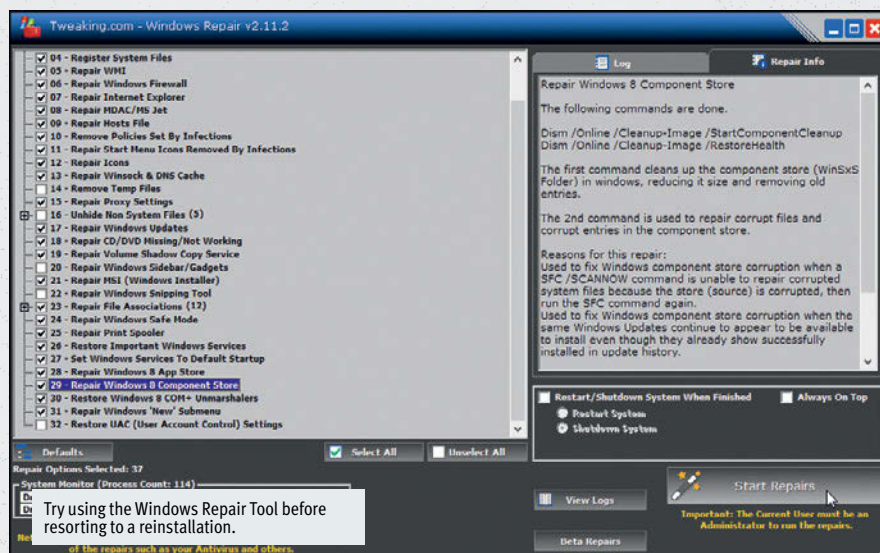 Tweaking.com - Windows Repair v2.11.2
04 - Register System Files
05 - Repair WMI
06 - Repair Windows Firewall
07 - Repair Internet Explorer
08 - Repair MDAC/MS Jet
09 - Repair Hosts File
10 - Remove Policies Set By Infections
11 - Repair Start Menu Icons Removed By Infections
12 - Repair Icons
13 - Repair Winsock & DNS Cache
14 - Remove Temp Files
15 - Repair Proxy Settings
16 - Unhide Non System Files (5)
17 - Repair Windows Updates
18 - Repair CD/DVD Missing/Not Working
19 - Repair Volume Shadow Copy Service
20 - Repair Windows Sidebar/Gadgets
21 - Repair MSI (Windows Installer)
22 - Repair Windows Snipping Tool
23 - Repair File Associations (12)
24 - Repair Windows Safe Mode
25 - Repair Print Spooler
26 - Restore Important Windows Services
27 - Set Windows Services To Default Startup
28 - Repair Windows 8 App Store
29 - Repair Windows 8 Component Store
30 - Restore Windows 8 COM+ Unmarshalers
31 - Repair Windows 'New' Submenu
32 - Restore UAC (User Account Control) Settings
Defaults
Select All
Unselect All
Repair Options Selected: 37
System Monitor (Process Count: 114)
Try using the Windows Repair Tool before
resorting to a reinstallation.
of the repairs such as your Antivirus and others.
Log
Repair Info
Repair Windows 8 Component Store
The following commands are done.
Dism /Online /Cleanup-Image /StartComponentCleanup
Dism /Online /Cleanup-Image /RestoreHealth
The first command cleans up the component store (WinSxS
Folder) in windows, reducing it size and removing old
entries.
The 2nd command is used to repair corrupt files and
corrupt entries in the component store.
Reasons for this repair:
Used to fix Windows component store corruption when a
SFC /SCANNOW command is unable to repair corrupted
system files because the store (source) is corrupted, then
run the SFC command again.
Used to fix Windows component store corruption when the
same Windows Updates continue to appear to be available
to install even though they already show successfully
installed in update history.
Restart/Shutdown System When Finished
Always On Top
Restart System
Shutdown System
View Logs
Start Repairs
Important: The Current User must be an
Administrator to run the repairs.
Beta Repairs